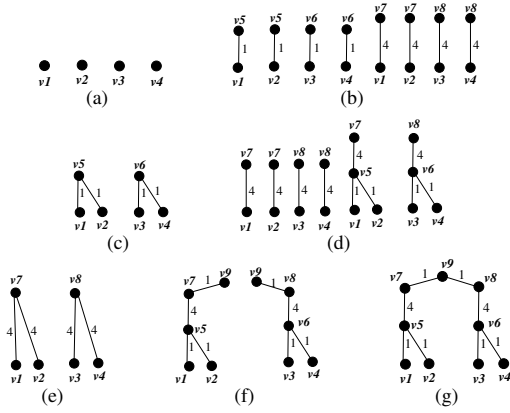 v1 v2 v3 v4
(a)
v5 v5 v6 v6 v7 v7 v8 v8
1 1 1 1 4 4 4 4
v1 v2 v3 v4 v1 v2 v3 v4
(b)
v5 v6
1 1 1 1
v1 v2 v3 v4
(c)
v7 v8
4 4
v7 v7 v8 v8 v5 v6
4 4 4 4 1 1 1 1
v1 v2 v3 v4 v1 v2 v3 v4
(d)
v7 v8
4 4 4 4
v1 v2 v3 v4
(e)
v9 v9
v7 1 1 v8
4 4
v5 v6
1 1 1 1
v1 v2 v3 v4
(f)
v9
v7 1 1 v8
4 4
v5 v6
1 1 1 1
v1 v2 v3 v4
(g)